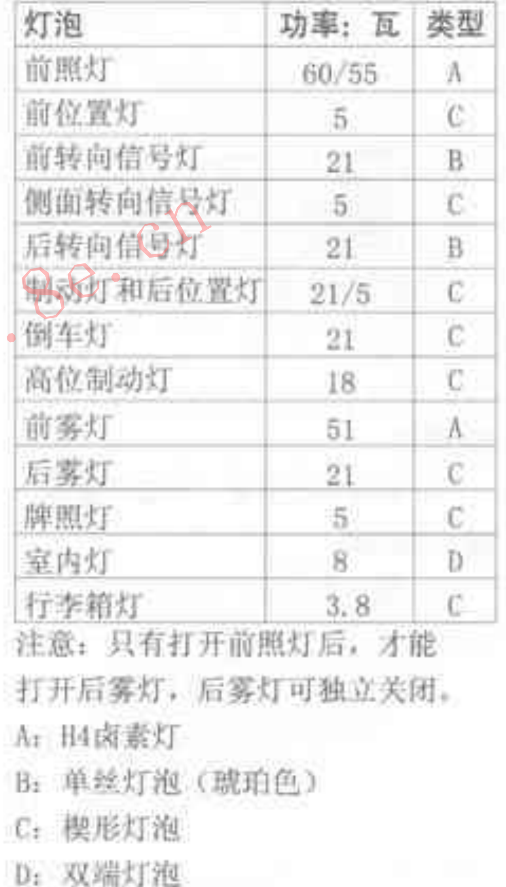 灯泡 功率：瓦 类型
前照灯 60/55 A
前位置灯 5 C
前转向信号灯 21 B
侧面转向信号灯 5 C
后转向信号灯 21 B
制动灯和后位置灯 21/5 C
倒车灯 21 C
高位制动灯 18 C
前雾灯 51 A
后雾灯 21 C
牌照灯 5 C
室内灯 8 D
行李箱灯 3.8 C
注意：只有打开前照灯后，才能
打开后雾灯，后雾灯可独立关闭。
A：H4卤素灯
B：单丝灯泡（琥珀色）
C：楔形灯泡
D：双端灯泡
.8e.cn